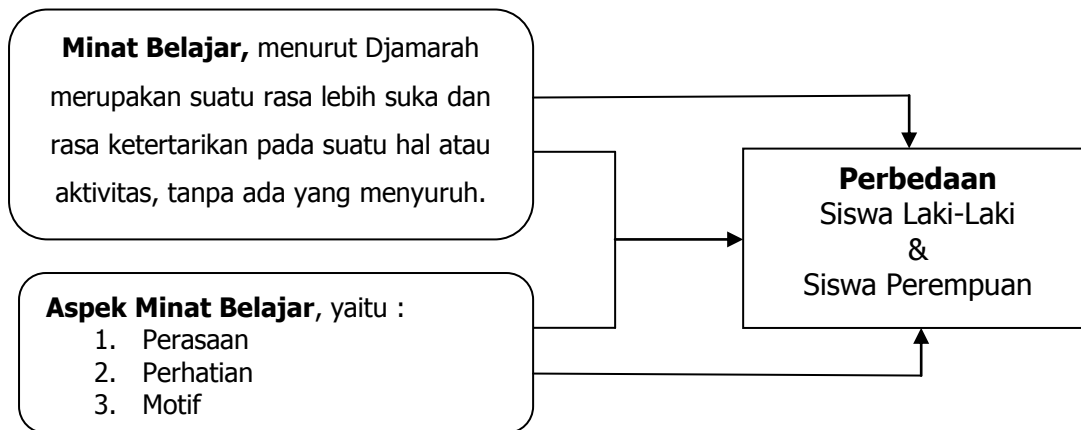 Minat Belajar, menurut Djamarah
merupakan suatu rasa lebih suka dan
rasa ketertarikan pada suatu hal atau
aktivitas, tanpa ada yang menyuruh.
Aspek Minat Belajar, yaitu :
1. Perasaan
2. Perhatian
3. Motif
Perbedaan
Siswa Laki-Laki
&
Siswa Perempuan